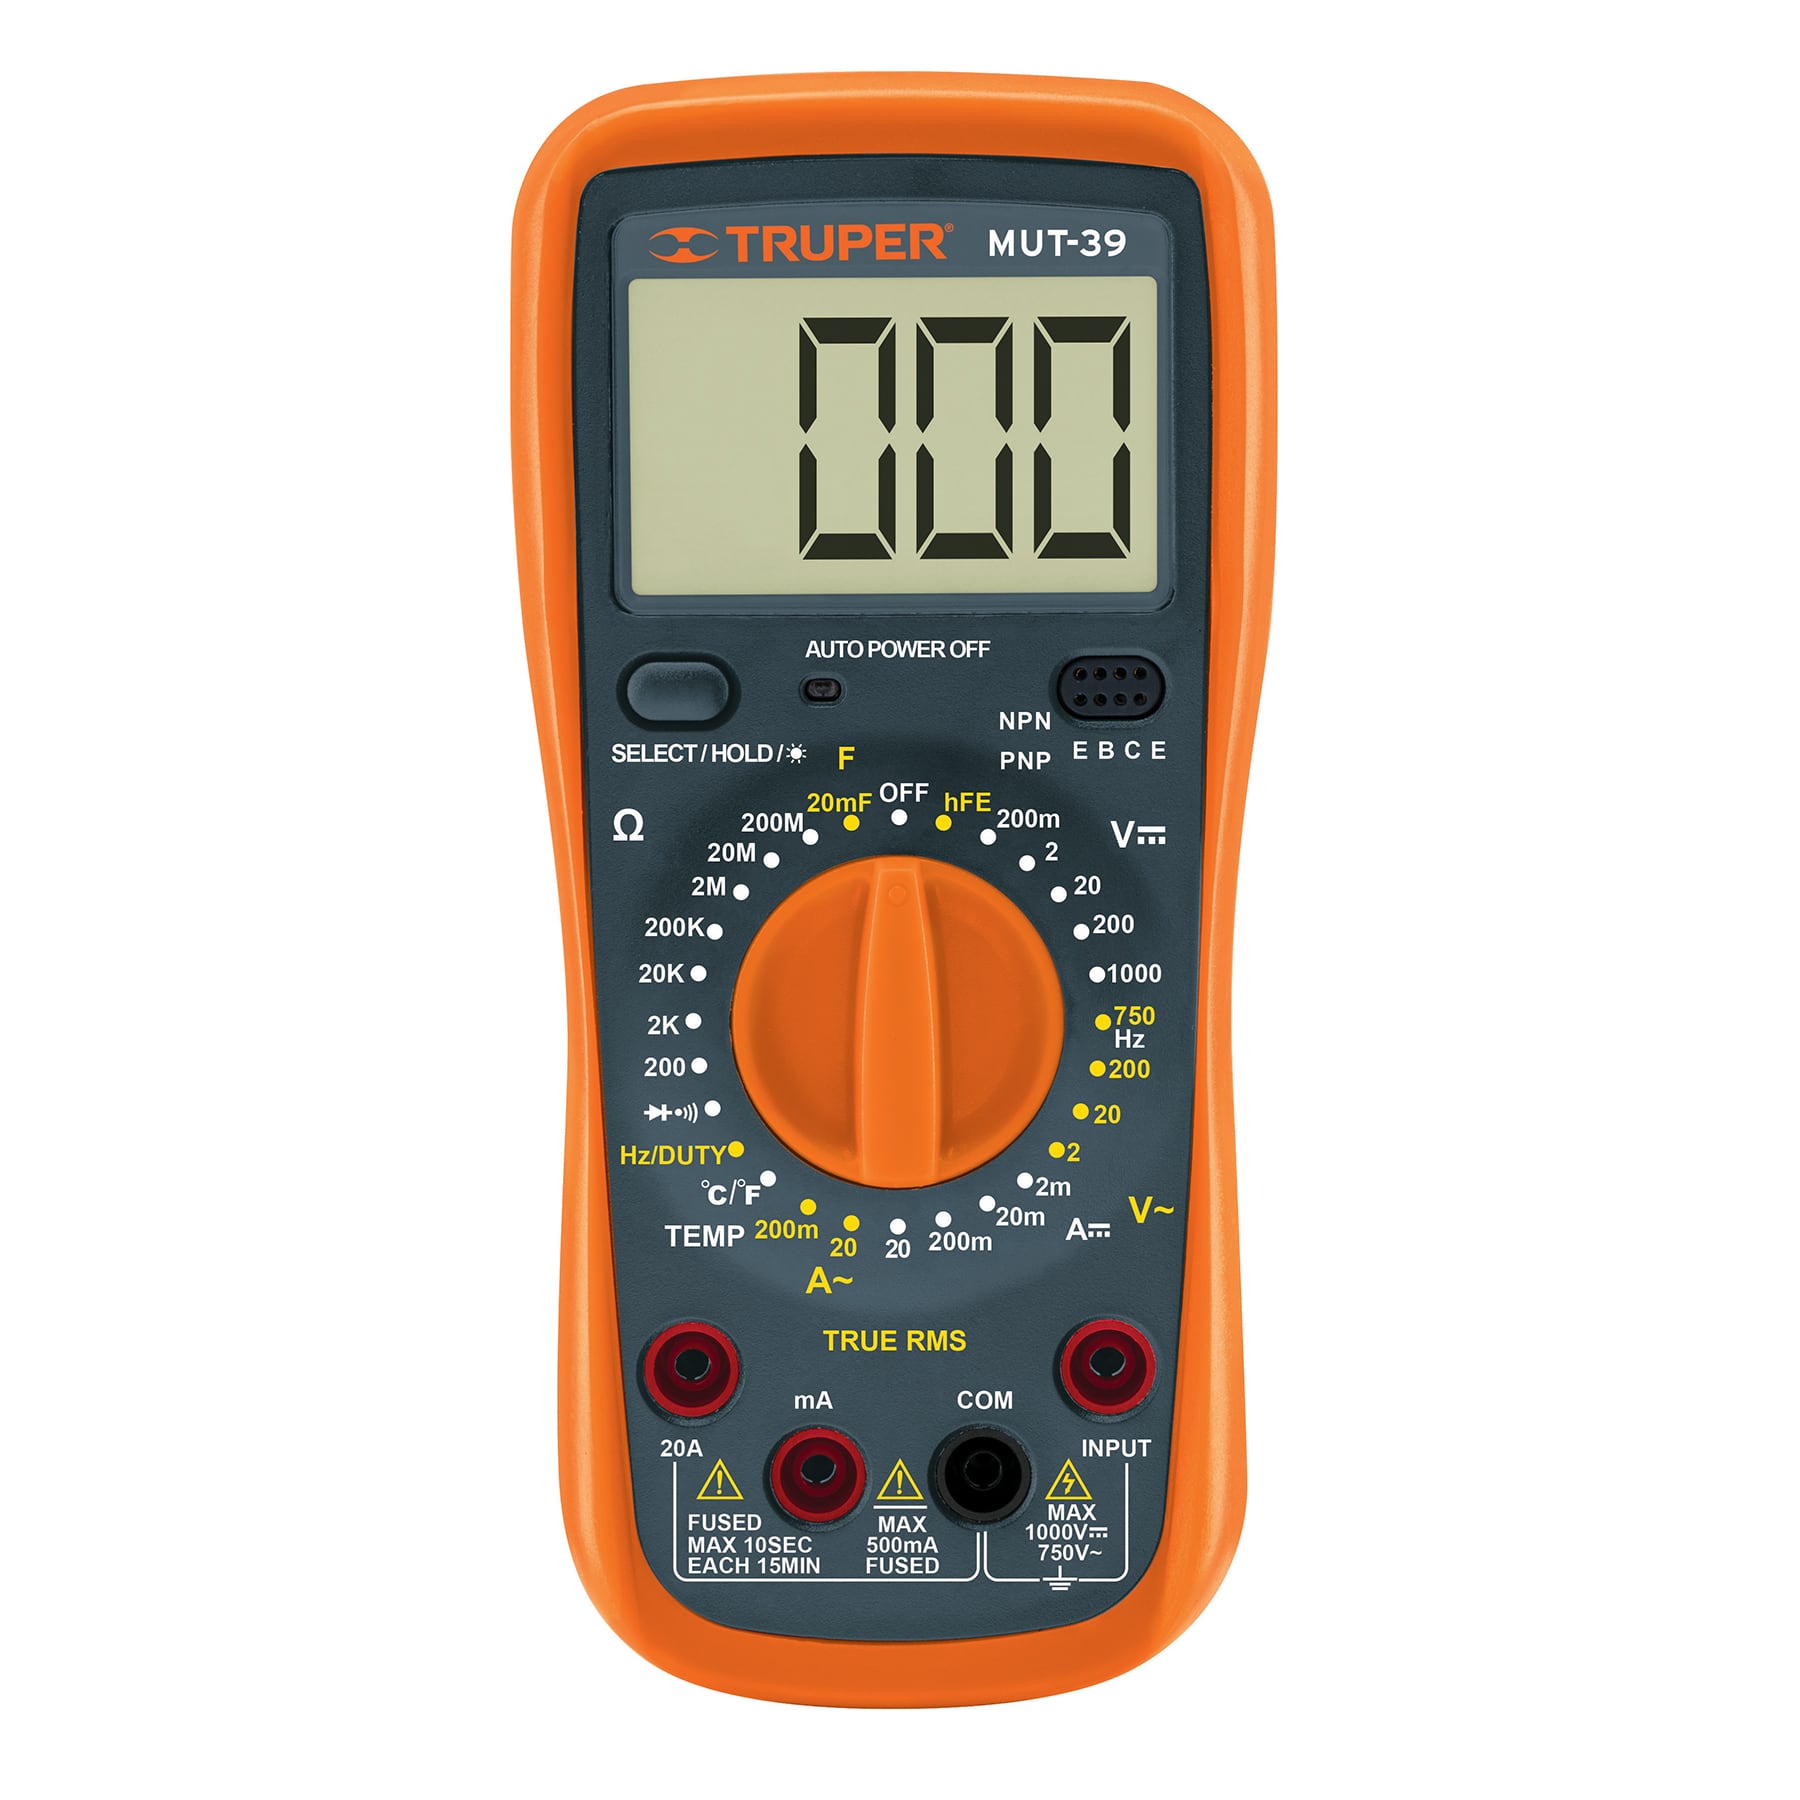 TRUPER® MUT-39
000
AUTO POWER OFF
SELECT / HOLD /
NPN
PNP
E B C E
F
20mF
OFF
hFE
Ω
200M
20M
2M
200K
20K
2K
200
Hz/DUTY
°C/°F
TEMP
200m
20
A~
V⎓
200m
2
20
200
1000
750
Hz
200
20
2
V~
2m
20m
200m
20
A⎓
TRUE RMS
mA
COM
20A
INPUT
FUSED
MAX 10SEC
EACH 15MIN
MAX
500mA
FUSED
MAX
1000V⎓
750V~